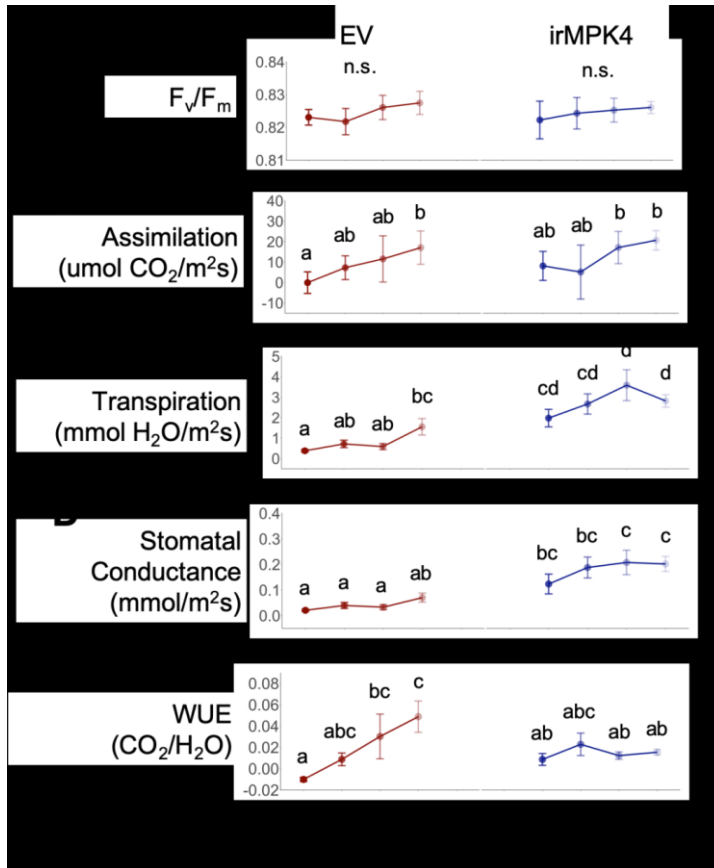 EV irMPK4
Fv/Fm
0.84
0.83
0.82
0.81
n.s. n.s.
Assimilation
(umol CO2/m2s)
40
30
20
10
0
-10
a ab ab b ab ab b b
Transpiration
(mmol H2O/m2s)
5
4
3
2
1
0
a ab ab bc cd cd d d
Stomatal
Conductance
(mmol/m2s)
0.4
0.3
0.2
0.1
0.0
a a a ab bc bc c c
WUE
(CO2/H2O)
0.08
0.06
0.04
0.02
0.00
-0.02
a abc bc c ab abc ab ab